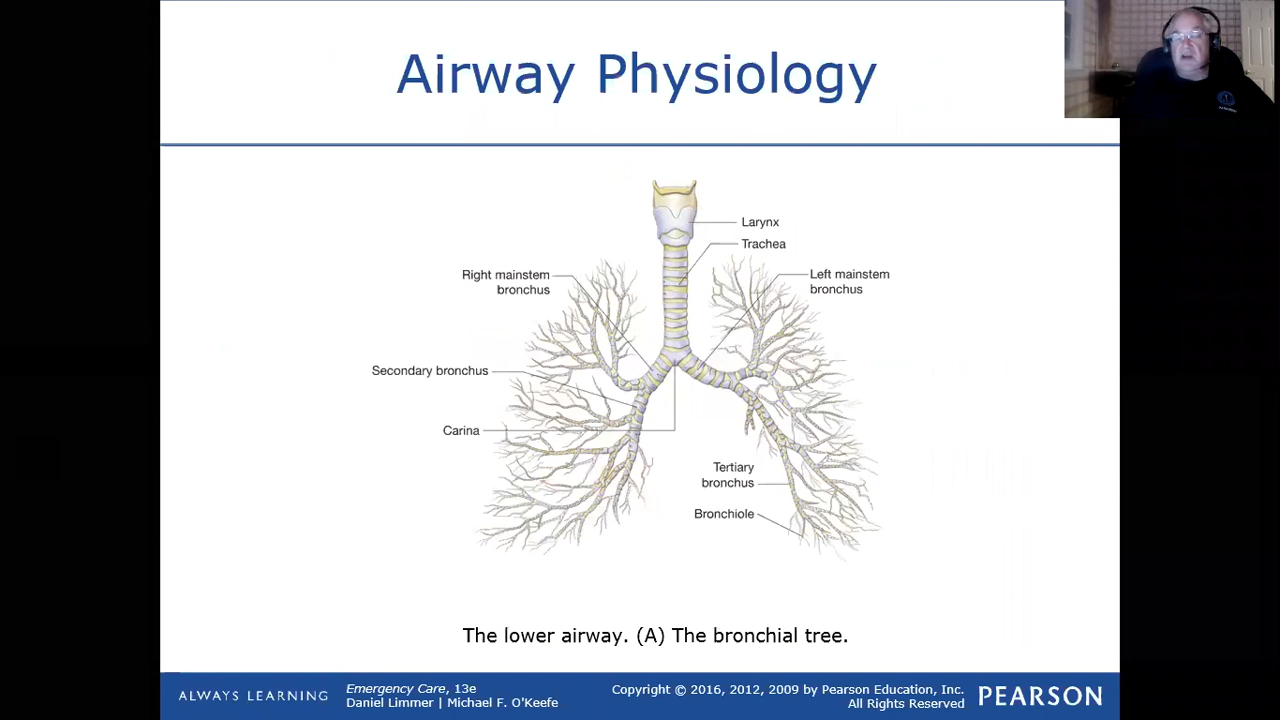 Airway Physiology
Larynx
Trachea
Right mainstem
bronchus
Left mainstem
bronchus
Secondary bronchus
Carina
Tertiary
bronchus
Bronchiole
The lower airway. (A) The bronchial tree.
ALWAYS LEARNING
Emergency Care, 13e
Daniel Limmer | Michael F. O'Keefe
Copyright © 2016, 2012, 2009 by Pearson Education, Inc.
All Rights Reserved
PEARSON